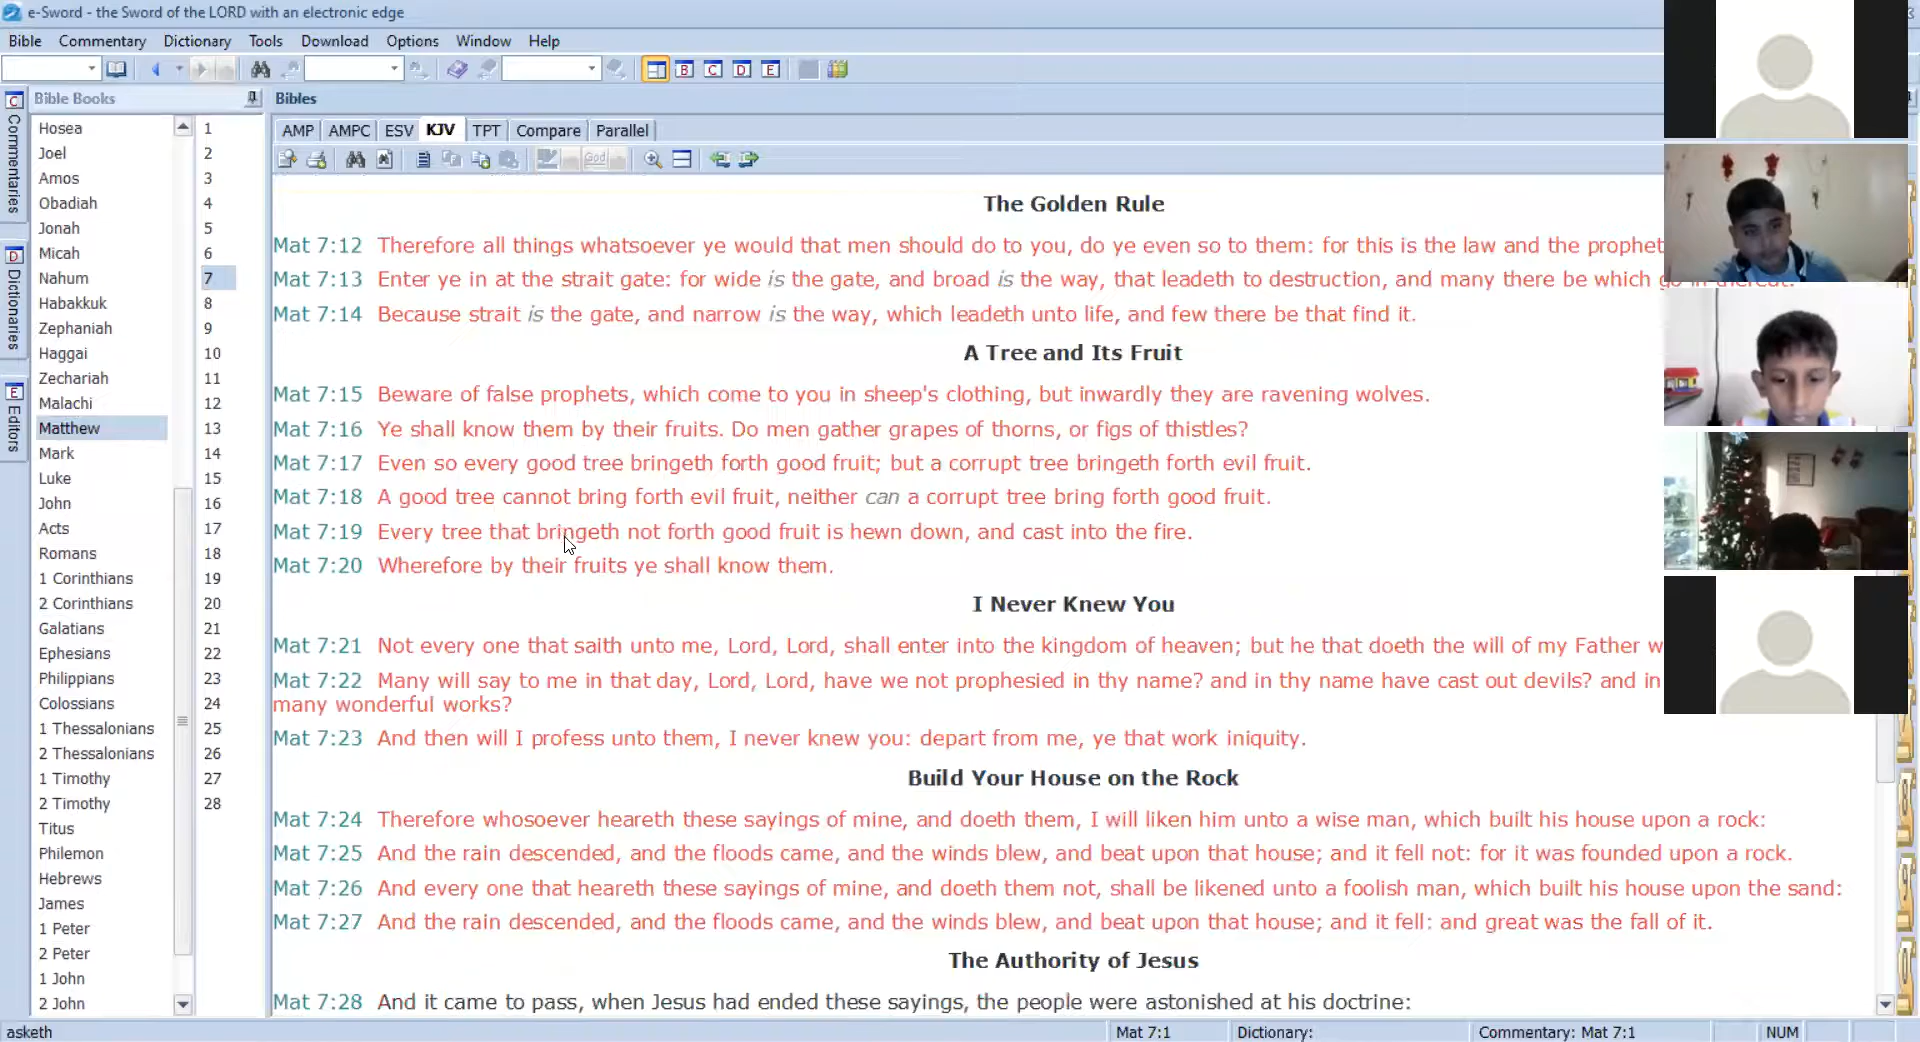 e-Sword - the Sword of the LORD with an electronic edge
Bible Commentary Dictionary Tools Download Options Window Help
B C D E
C Commentaries
D Dictionaries
E Editors
Bible Books
Hosea
Joel
Amos
Obadiah
Jonah
Micah
Nahum
Habakkuk
Zephaniah
Haggai
Zechariah
Malachi
Matthew
Mark
Luke
John
Acts
Romans
1 Corinthians
2 Corinthians
Galatians
Ephesians
Philippians
Colossians
1 Thessalonians
2 Thessalonians
1 Timothy
2 Timothy
Titus
Philemon
Hebrews
James
1 Peter
2 Peter
1 John
2 John
1
2
3
4
5
6
7
8
9
10
11
12
13
14
15
16
17
18
19
20
21
22
23
24
25
26
27
28
Bibles
AMP AMPC ESV KJV TPT Compare Parallel
God
The Golden Rule
Mat 7:12 Therefore all things whatsoever ye would that men should do to you, do ye even so to them: for this is the law and the prophet
Mat 7:13 Enter ye in at the strait gate: for wide is the gate, and broad is the way, that leadeth to destruction, and many there be which go in thereat:
Mat 7:14 Because strait is the gate, and narrow is the way, which leadeth unto life, and few there be that find it.
A Tree and Its Fruit
Mat 7:15 Beware of false prophets, which come to you in sheep's clothing, but inwardly they are ravening wolves.
Mat 7:16 Ye shall know them by their fruits. Do men gather grapes of thorns, or figs of thistles?
Mat 7:17 Even so every good tree bringeth forth good fruit; but a corrupt tree bringeth forth evil fruit.
Mat 7:18 A good tree cannot bring forth evil fruit, neither can a corrupt tree bring forth good fruit.
Mat 7:19 Every tree that bringeth not forth good fruit is hewn down, and cast into the fire.
Mat 7:20 Wherefore by their fruits ye shall know them.
I Never Knew You
Mat 7:21 Not every one that saith unto me, Lord, Lord, shall enter into the kingdom of heaven; but he that doeth the will of my Father w
Mat 7:22 Many will say to me in that day, Lord, Lord, have we not prophesied in thy name? and in thy name have cast out devils? and in
many wonderful works?
Mat 7:23 And then will I profess unto them, I never knew you: depart from me, ye that work iniquity.
Build Your House on the Rock
Mat 7:24 Therefore whosoever heareth these sayings of mine, and doeth them, I will liken him unto a wise man, which built his house upon a rock:
Mat 7:25 And the rain descended, and the floods came, and the winds blew, and beat upon that house; and it fell not: for it was founded upon a rock.
Mat 7:26 And every one that heareth these sayings of mine, and doeth them not, shall be likened unto a foolish man, which built his house upon the sand:
Mat 7:27 And the rain descended, and the floods came, and the winds blew, and beat upon that house; and it fell: and great was the fall of it.
The Authority of Jesus
Mat 7:28 And it came to pass, when Jesus had ended these sayings, the people were astonished at his doctrine:
asketh Mat 7:1 Dictionary: Commentary: Mat 7:1 NUM